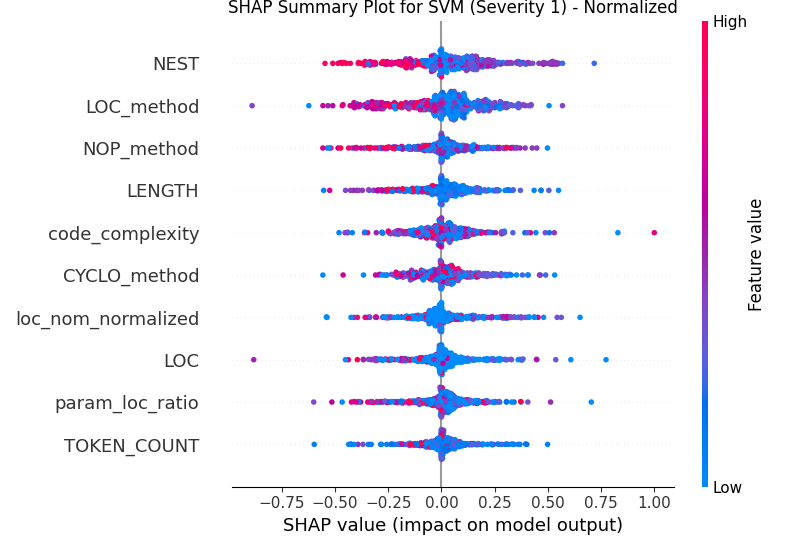 SHAP Summary Plot for SVM (Severity 1) - Normalized
High
NEST
LOC_method
NOP_method
LENGTH
code_complexity
CYCLO_method
loc_nom_normalized
LOC
param_loc_ratio
TOKEN_COUNT
Feature value
Low
−0.75 −0.50 −0.25 0.00 0.25 0.50 0.75 1.00
SHAP value (impact on model output)